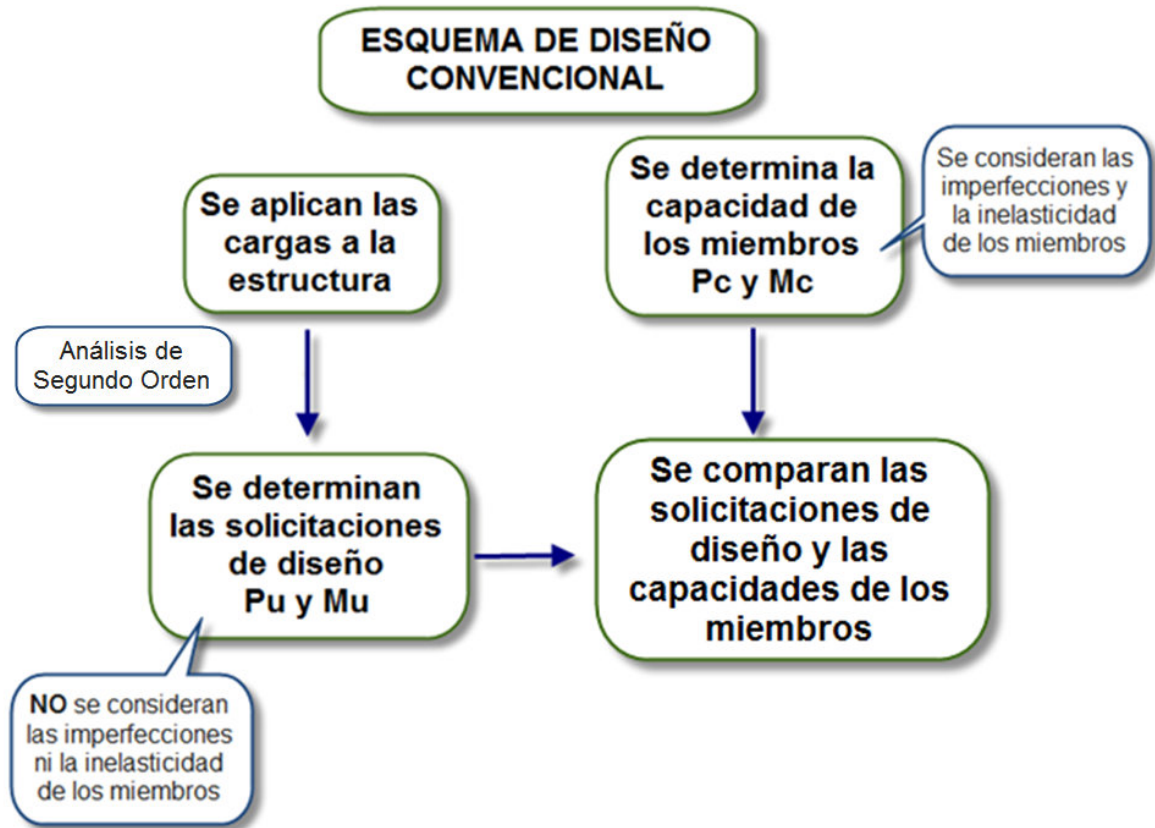 ESQUEMA DE DISEÑO
CONVENCIONAL
Se aplican las
cargas a la
estructura
Se determina la
capacidad de
los miembros
Pc y Mc
Se consideran las
imperfecciones y
la inelasticidad
de los miembros
Análisis de
Segundo Orden
Se determinan
las solicitaciones
de diseño
Pu y Mu
Se comparan las
solicitaciones de
diseño y las
capacidades de los
miembros
NO se consideran
las imperfecciones
ni la inelasticidad
de los miembros